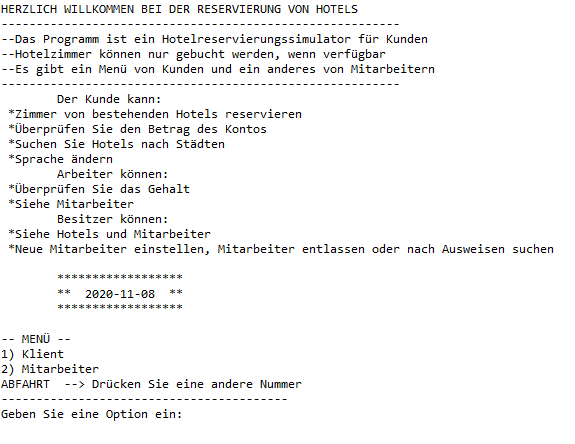 HERZLICH WILLKOMMEN BEI DER RESERVIERUNG VON HOTELS
---------------------------------------------------------
--Das Programm ist ein Hotelreservierungssimulator für Kunden
--Hotelzimmer können nur gebucht werden, wenn verfügbar
--Es gibt ein Menü von Kunden und ein anderes von Mitarbeitern
---------------------------------------------------------
Der Kunde kann:
*Zimmer von bestehenden Hotels reservieren
*Überprüfen Sie den Betrag des Kontos
*Suchen Sie Hotels nach Städten
*Sprache ändern
Arbeiter können:
*Überprüfen Sie das Gehalt
*Siehe Mitarbeiter
Besitzer können:
*Siehe Hotels und Mitarbeiter
*Neue Mitarbeiter einstellen, Mitarbeiter entlassen oder nach Ausweisen suchen
******************
** 2020-11-08 **
******************
-- MENÜ --
1) Klient
2) Mitarbeiter
ABFAHRT --> Drücken Sie eine andere Nummer
-----------------------------------------
Geben Sie eine Option ein: